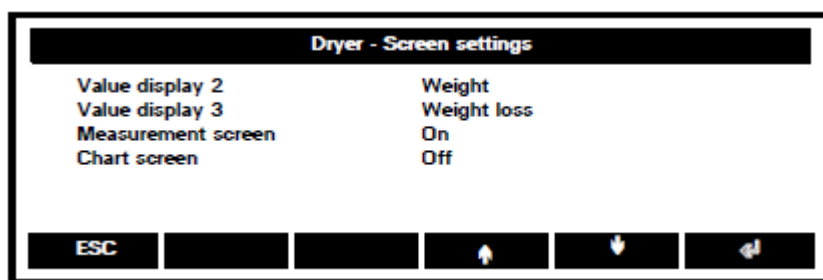 Dryer - Screen settings
Value display 2 Weight
Value display 3 Weight loss
Measurement screen On
Chart screen Off
ESC